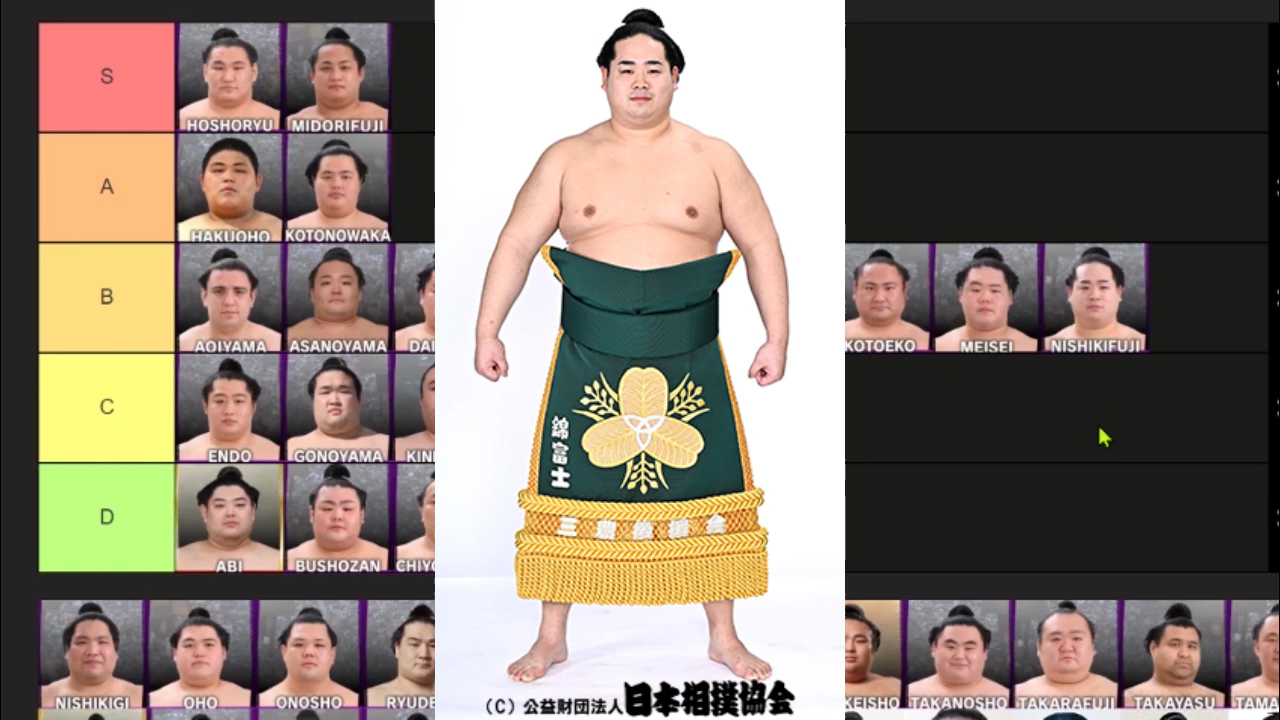 S
HOSHORYU MIDORIFUJI
A
HAKUOHO KOTONOWAKA
B
AOIYAMA ASANOYAMA KOTOEKO MEISEI NISHIKIFUJI
C
ENDO GONOYAMA
D
ABI BUSHOZAN
NISHIKIGI OHO ONOSHO TAKANOSHO TAKARAFUJI TAKAYASU
錦富士
(C) 公益財団法人日本相撲協会